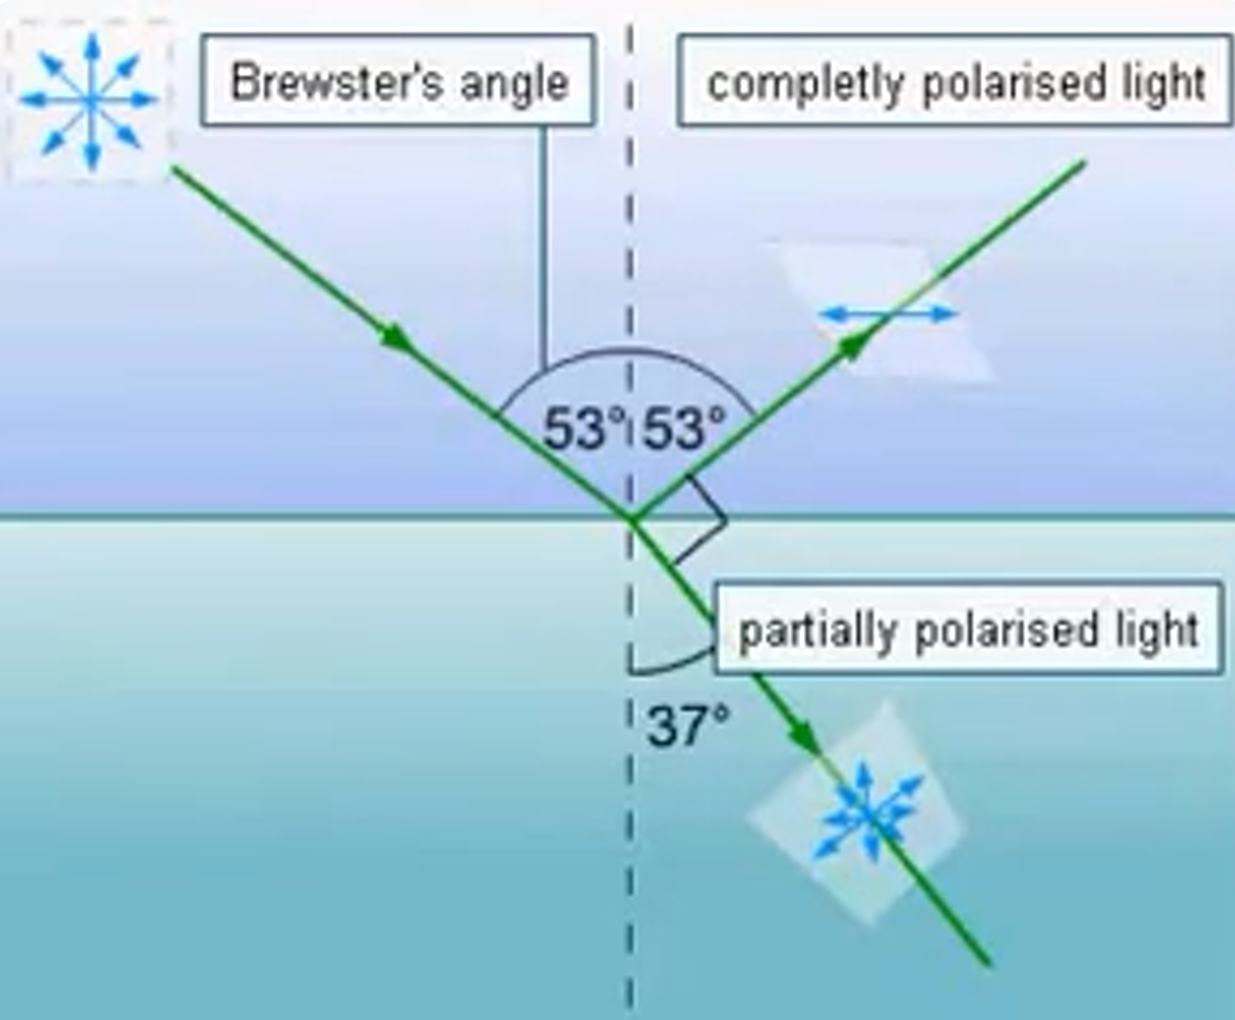 Brewster's angle
completly polarised light
53° 53°
partially polarised light
37°